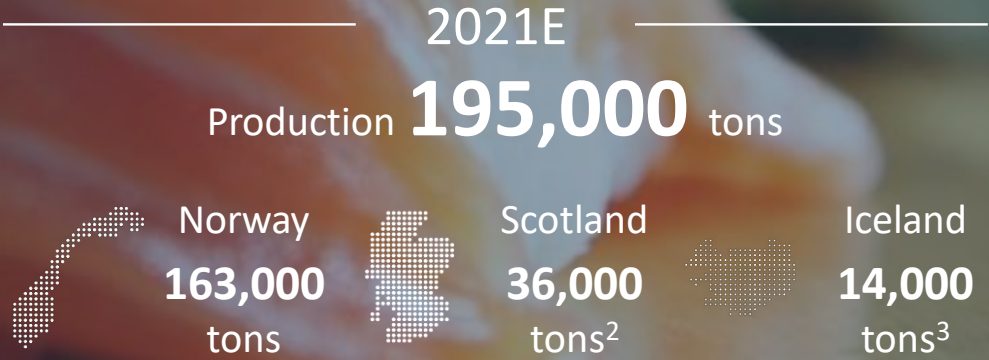 2021E
Production 195,000 tons
Norway
163,000
tons
Scotland
36,000
tons²
Iceland
14,000
tons³